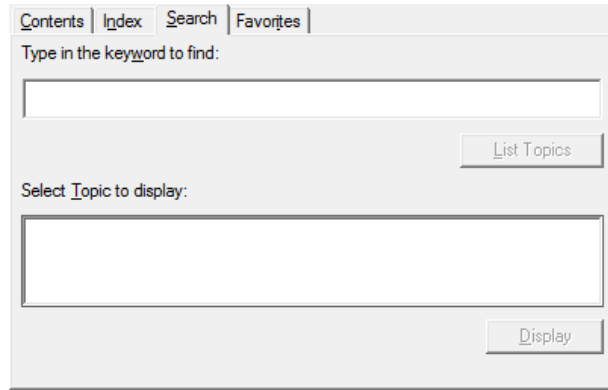 Contents Index Search Favorites
Type in the keyword to find:
List Topics
Select Topic to display:
Display